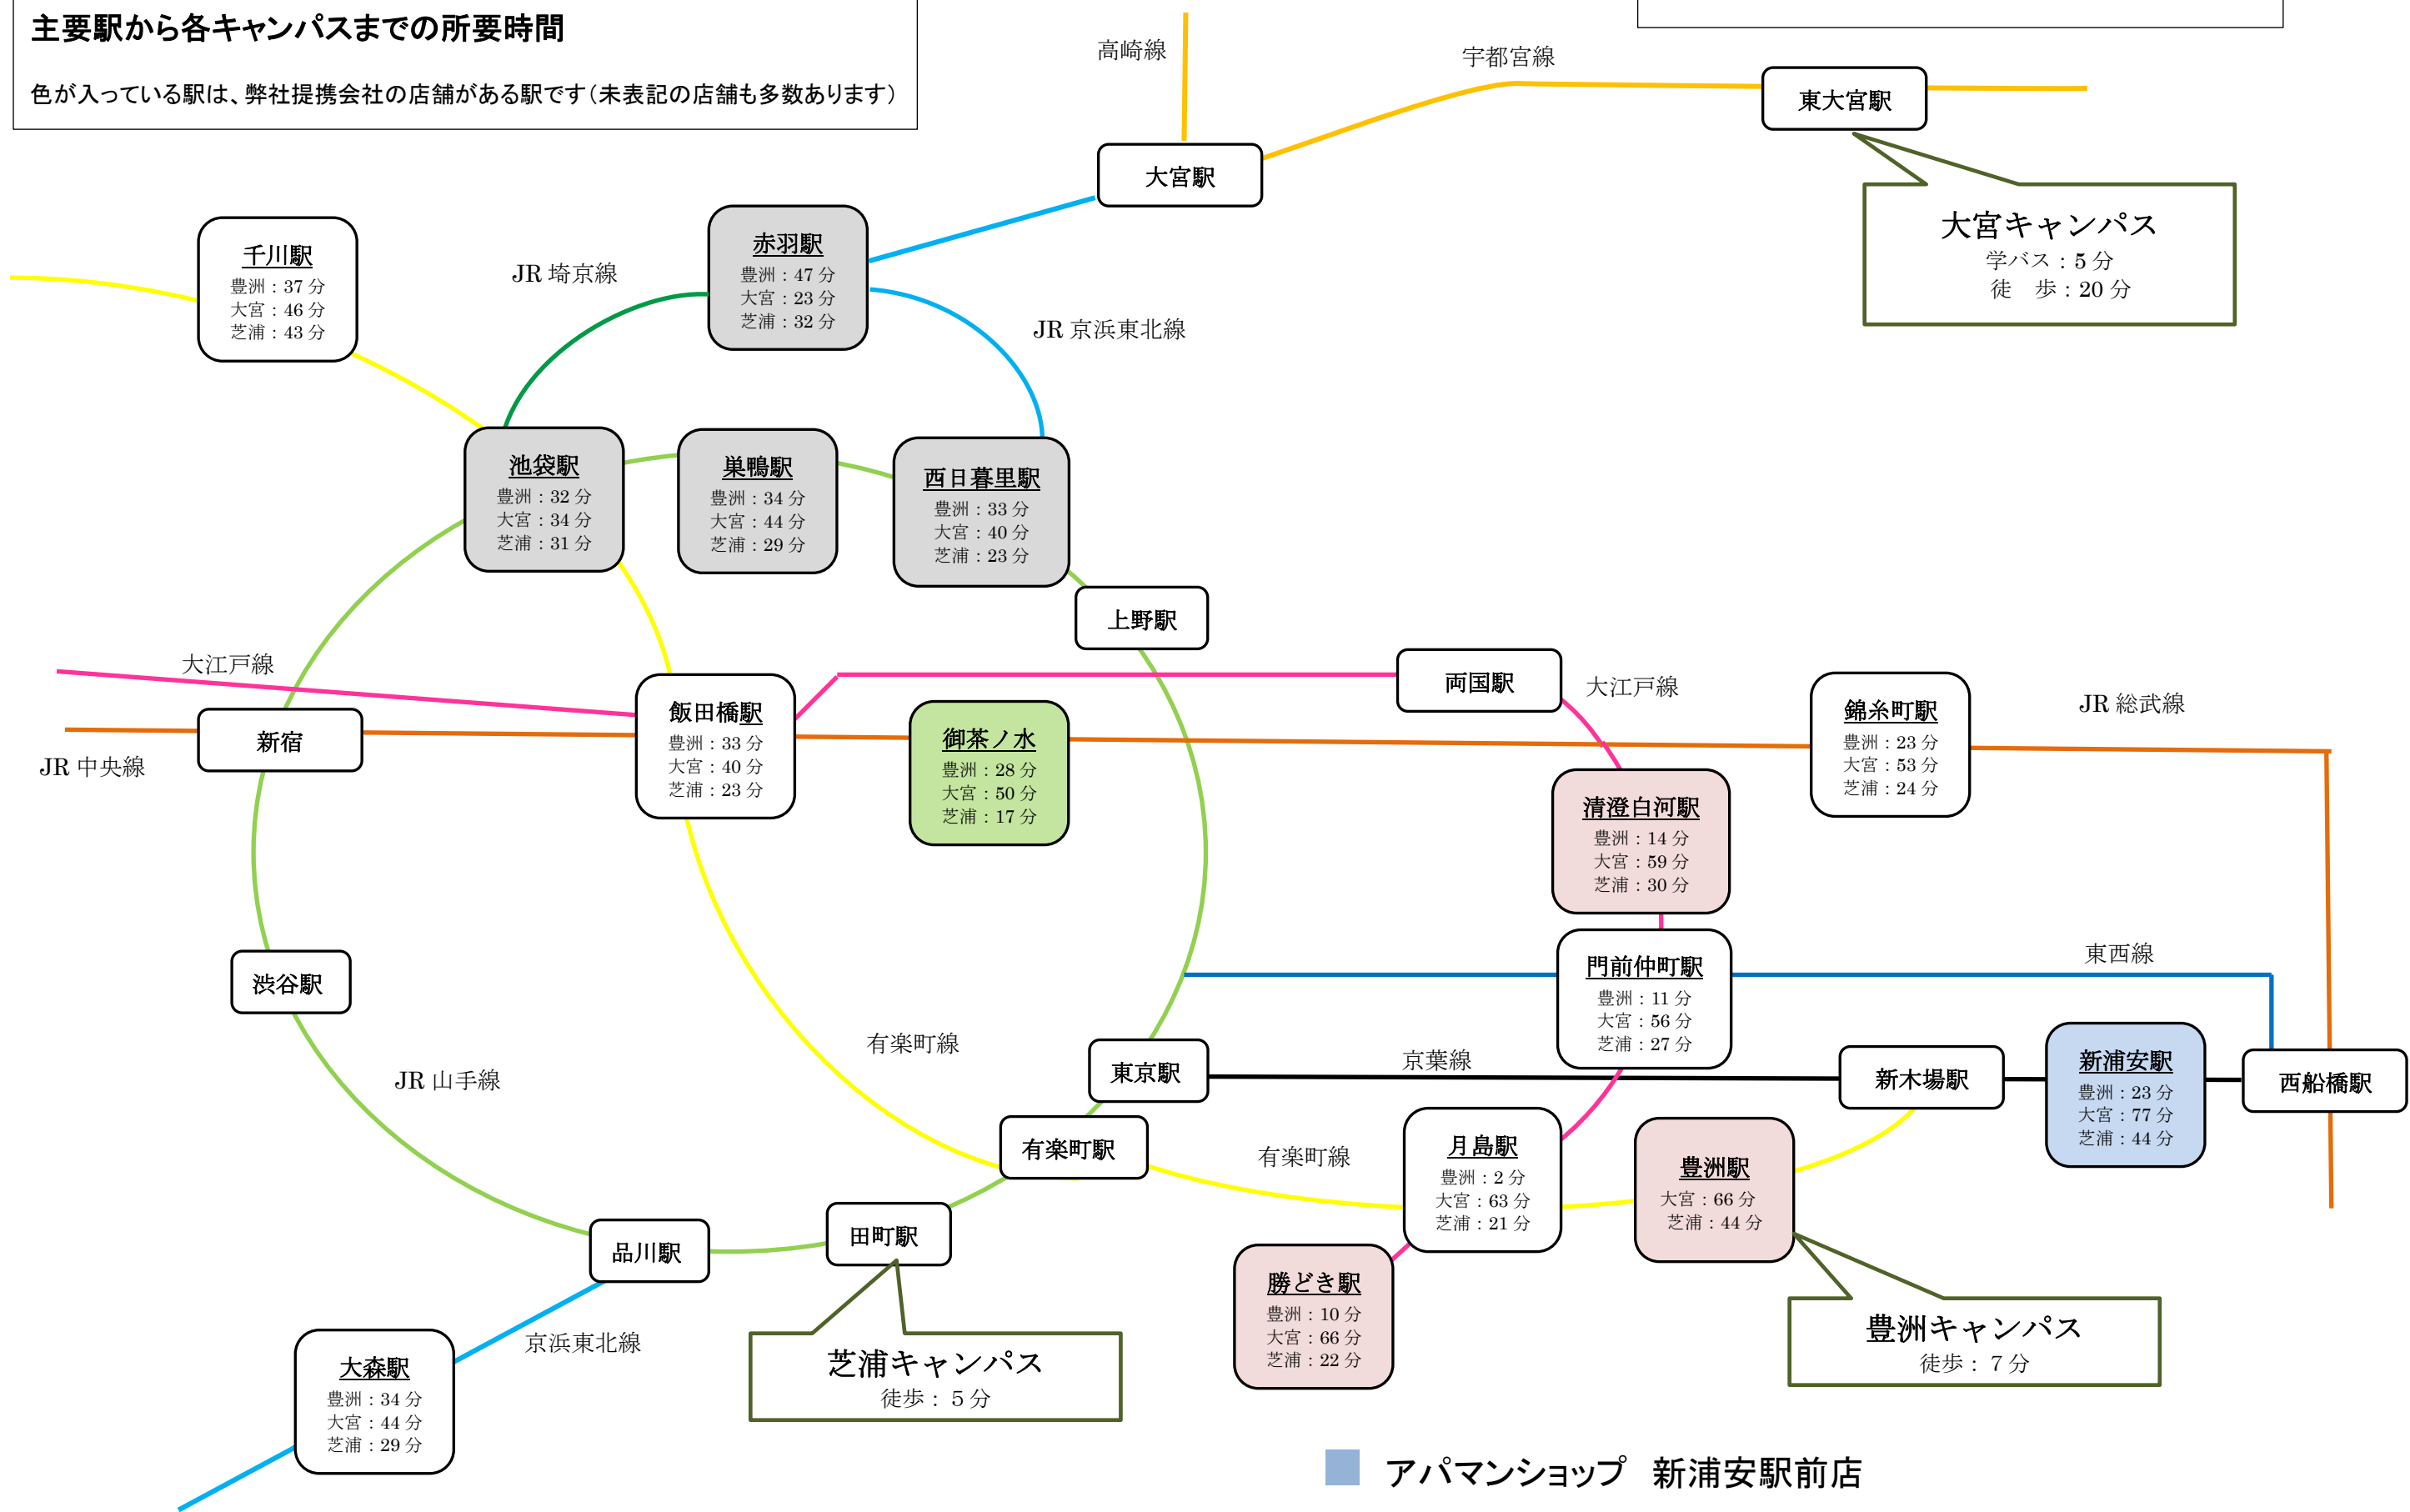 主要駅から各キャンパスまでの所要時間
色が入っている駅は、弊社提携会社の店舗がある駅です(未表記の店舗も多数あります)
高崎線
宇都宮線
東大宮駅
大宮駅
大宮キャンパス
学バス:5分
徒 歩:20分
千川駅
豊洲:37分
大宮:46分
芝浦:43分
JR埼京線
赤羽駅
豊洲:47分
大宮:23分
芝浦:32分
JR京浜東北線
池袋駅
豊洲:32分
大宮:34分
芝浦:31分
巣鴨駅
豊洲:34分
大宮:44分
芝浦:29分
西日暮里駅
豊洲:33分
大宮:40分
芝浦:23分
上野駅
大江戸線
両国駅
大江戸線
新宿
JR中央線
飯田橋駅
豊洲:33分
大宮:40分
芝浦:23分
御茶ノ水
豊洲:28分
大宮:50分
芝浦:17分
錦糸町駅
豊洲:23分
大宮:53分
芝浦:24分
JR総武線
清澄白河駅
豊洲:14分
大宮:59分
芝浦:30分
渋谷駅
門前仲町駅
豊洲:11分
大宮:56分
芝浦:27分
東西線
JR山手線
有楽町線
東京駅
京葉線
新木場駅
新浦安駅
豊洲:23分
大宮:77分
芝浦:44分
西船橋駅
有楽町駅
有楽町線
月島駅
豊洲:2分
大宮:63分
芝浦:21分
豊洲駅
大宮:66分
芝浦:44分
品川駅
田町駅
勝どき駅
豊洲:10分
大宮:66分
芝浦:22分
京浜東北線
大森駅
豊洲:34分
大宮:44分
芝浦:29分
芝浦キャンパス
徒歩:5分
豊洲キャンパス
徒歩:7分
アパマンショップ 新浦安駅前店